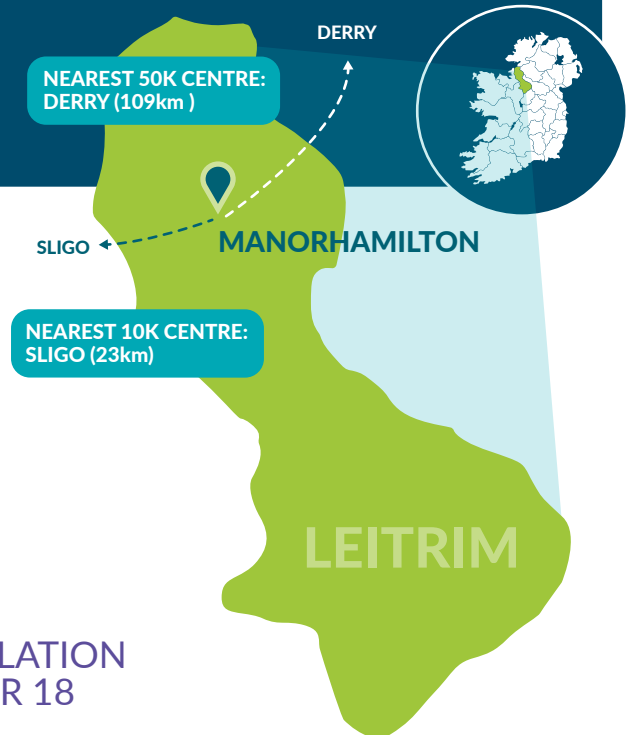 DERRY
NEAREST 50K CENTRE:
DERRY (109km )
SLIGO
MANORHAMILTON
NEAREST 10K CENTRE:
SLIGO (23km)
LEITRIM
LATION
R 18